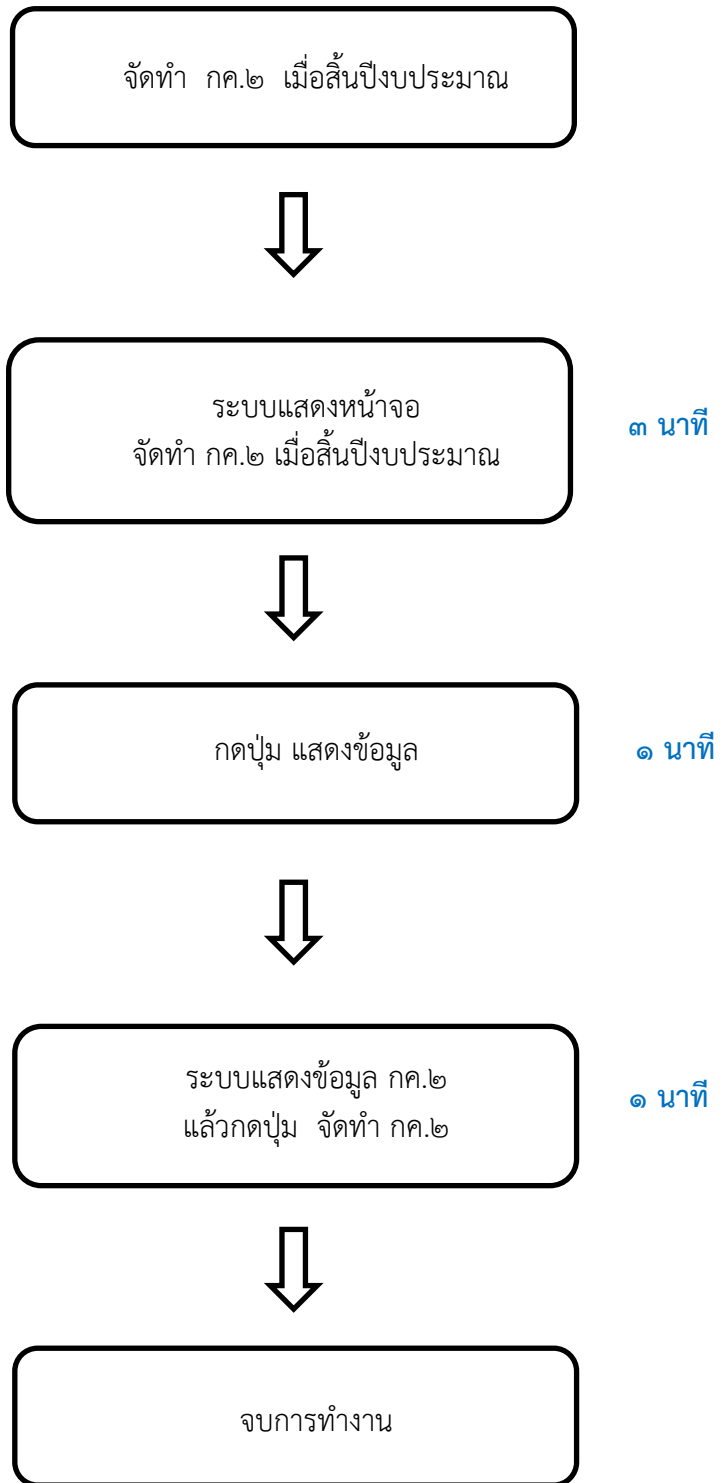 จัดทำ กค.๒ เมื่อสิ้นปีงบประมาณ
ระบบแสดงหน้าจอ
จัดทำ กค.๒ เมื่อสิ้นปีงบประมาณ
๓ นาที
กดปุ่ม แสดงข้อมูล
๑ นาที
ระบบแสดงข้อมูล กค.๒
แล้วกดปุ่ม จัดทำ กค.๒
๑ นาที
จบการทำงาน